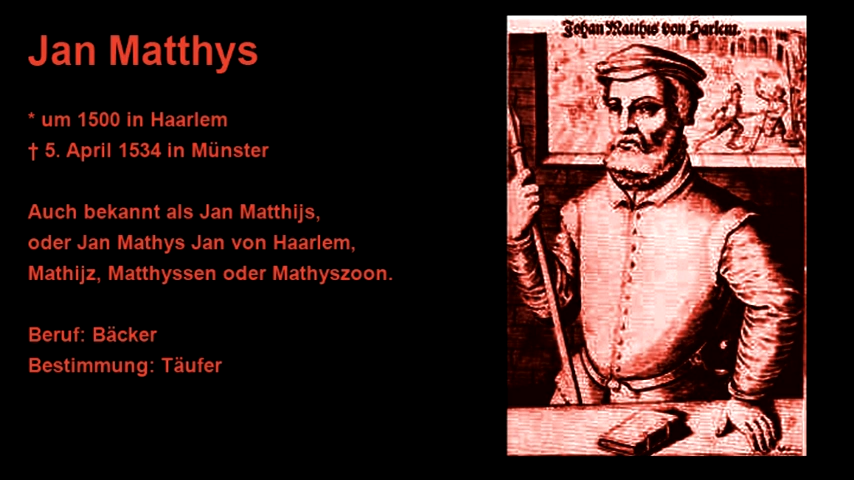 Jan Matthys
* um 1500 in Haarlem
† 5. April 1534 in Münster
Auch bekannt als Jan Matthijs,
oder Jan Mathys Jan von Haarlem,
Mathijz, Matthyssen oder Mathyszoon.
Beruf: Bäcker
Bestimmung: Täufer
Johan Matthis von Harlem.